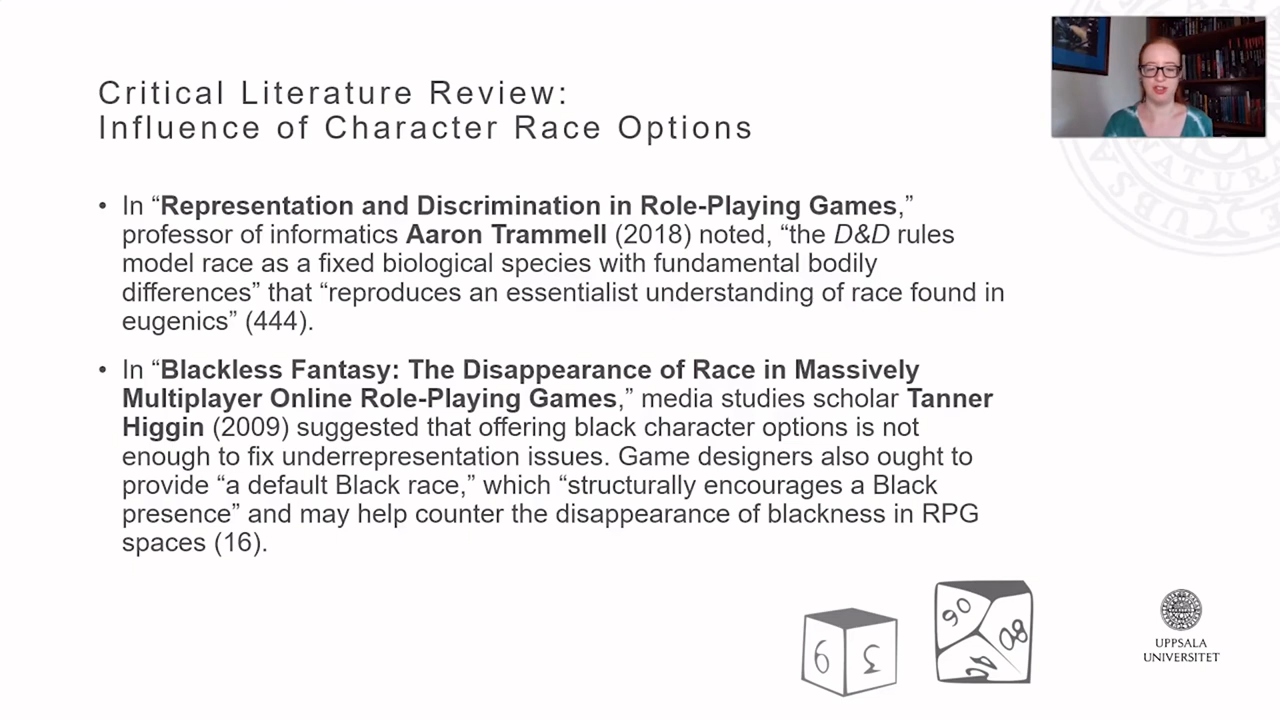 Critical Literature Review:
Influence of Character Race Options
• In “Representation and Discrimination in Role-Playing Games,”
professor of informatics Aaron Trammell (2018) noted, “the D&D rules
model race as a fixed biological species with fundamental bodily
differences” that “reproduces an essentialist understanding of race found in
eugenics” (444).
• In “Blackless Fantasy: The Disappearance of Race in Massively
Multiplayer Online Role-Playing Games,” media studies scholar Tanner
Higgin (2009) suggested that offering black character options is not
enough to fix underrepresentation issues. Game designers also ought to
provide “a default Black race,” which “structurally encourages a Black
presence” and may help counter the disappearance of blackness in RPG
spaces (16).
9 3
90 80
UPPSALA
UNIVERSITET